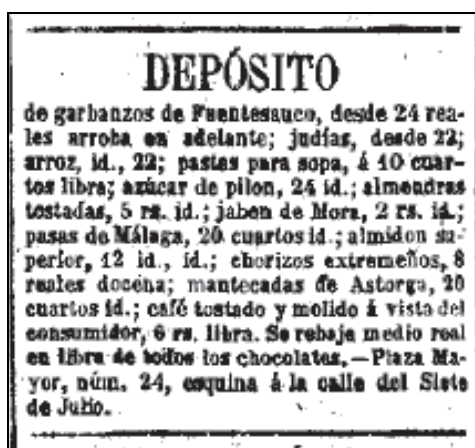 DEPÓSITO
de garbanzos de Fuentesauco, desde 24 rea-
les arroba en adelante; judías, desde 22;
arroz, id., 22; pastas para sopa, á 10 cuar-
tos libra; azúcar de pilon, 24 id.; almendras
tostadas, 5 rs. id.; jabon de Mora, 2 rs. id.;
pasas de Málaga, 20 cuartos id.; almidon su-
perior, 12 id., id.; chorizos extremeños, 8
reales docena; mantecadas de Astorga, 20
cuartos id.; café tostado y molido á vista del
consumidor, 6 rs. libra. Se rebaja medio real
en libra de todos los chocolates.—Plaza Ma-
yor, núm. 24, esquina á la calle del Siete
de Julio.